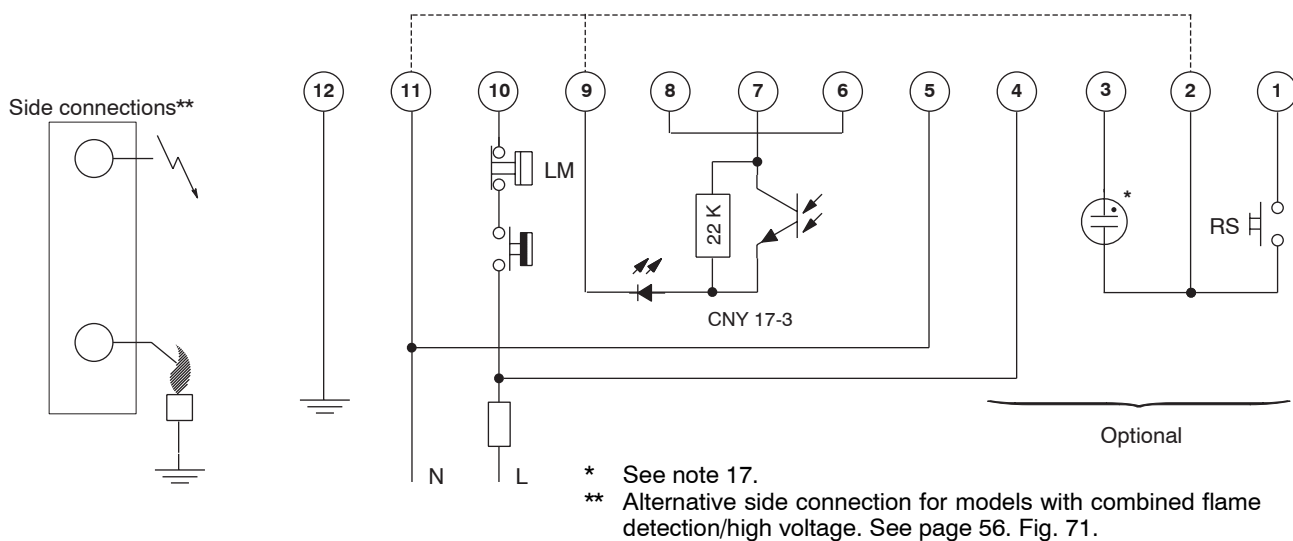 12 11 10 9 8 7 6 5 4 3 2 1
Side connections**
LM
*
22 K
RS
CNY 17-3
Optional
N L
* See note 17.
** Alternative side connection for models with combined flame
detection/high voltage. See page 56. Fig. 71.